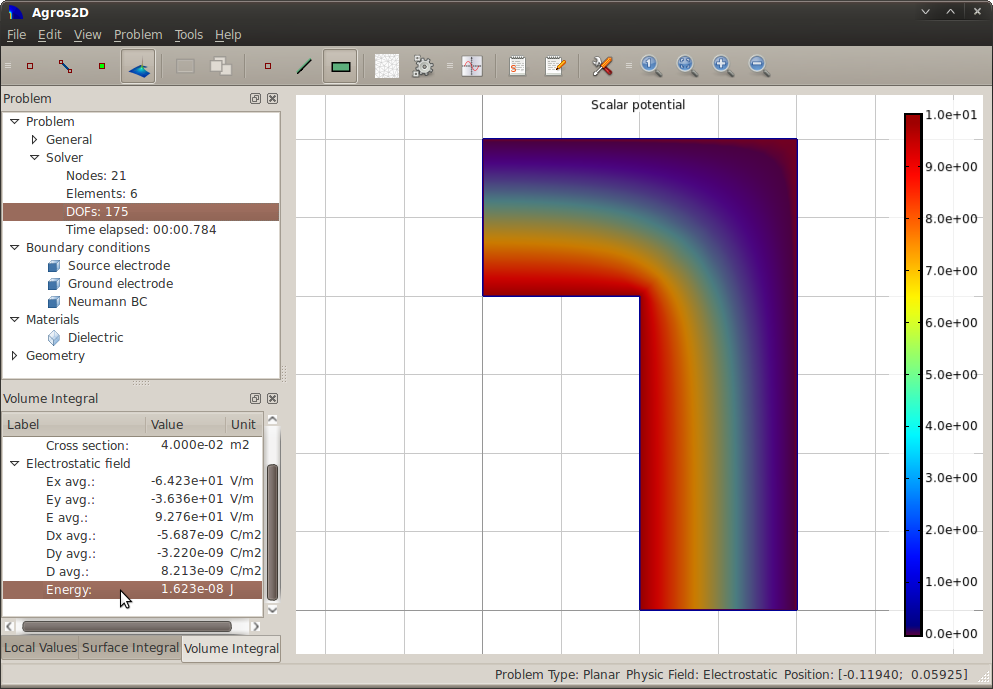 Agros2D
File Edit View Problem Tools Help
Problem
Problem
General
Solver
Nodes: 21
Elements: 6
DOFs: 175
Time elapsed: 00:00.784
Boundary conditions
Source electrode
Ground electrode
Neumann BC
Materials
Dielectric
Geometry
Volume Integral
Label Value Unit
Cross section: 4.000e-02 m2
Electrostatic field
Ex avg.: -6.423e+01 V/m
Ey avg.: -3.636e+01 V/m
E avg.: 9.276e+01 V/m
Dx avg.: -5.687e-09 C/m2
Dy avg.: -3.220e-09 C/m2
D avg.: 8.213e-09 C/m2
Energy: 1.623e-08 J
Local Values Surface Integral Volume Integral
Scalar potential
1.0e+01
9.0e+00
8.0e+00
7.0e+00
6.0e+00
5.0e+00
4.0e+00
3.0e+00
2.0e+00
1.0e+00
0.0e+00
Problem Type: Planar Physic Field: Electrostatic Position: [-0.11940; 0.05925]